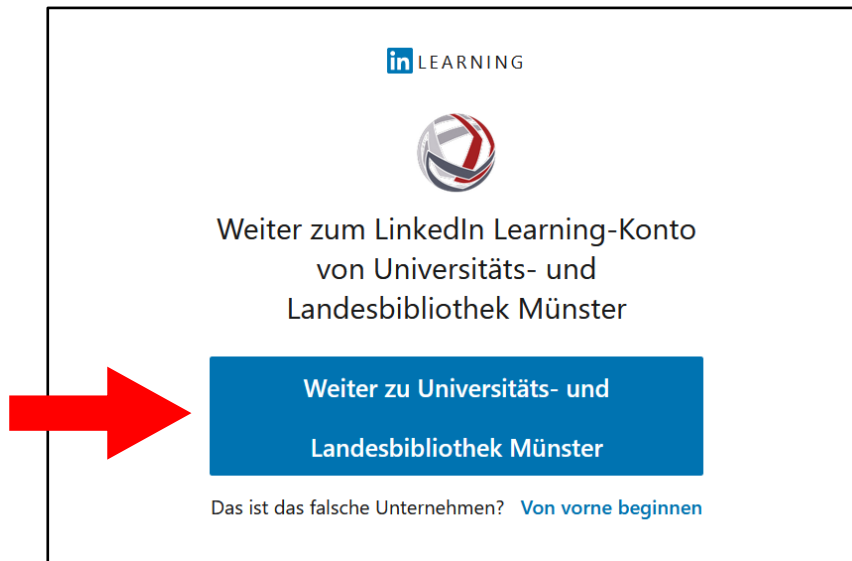 in LEARNING
Weiter zum LinkedIn Learning-Konto
von Universitäts- und
Landesbibliothek Münster
Weiter zu Universitäts- und
Landesbibliothek Münster
Das ist das falsche Unternehmen? Von vorne beginnen